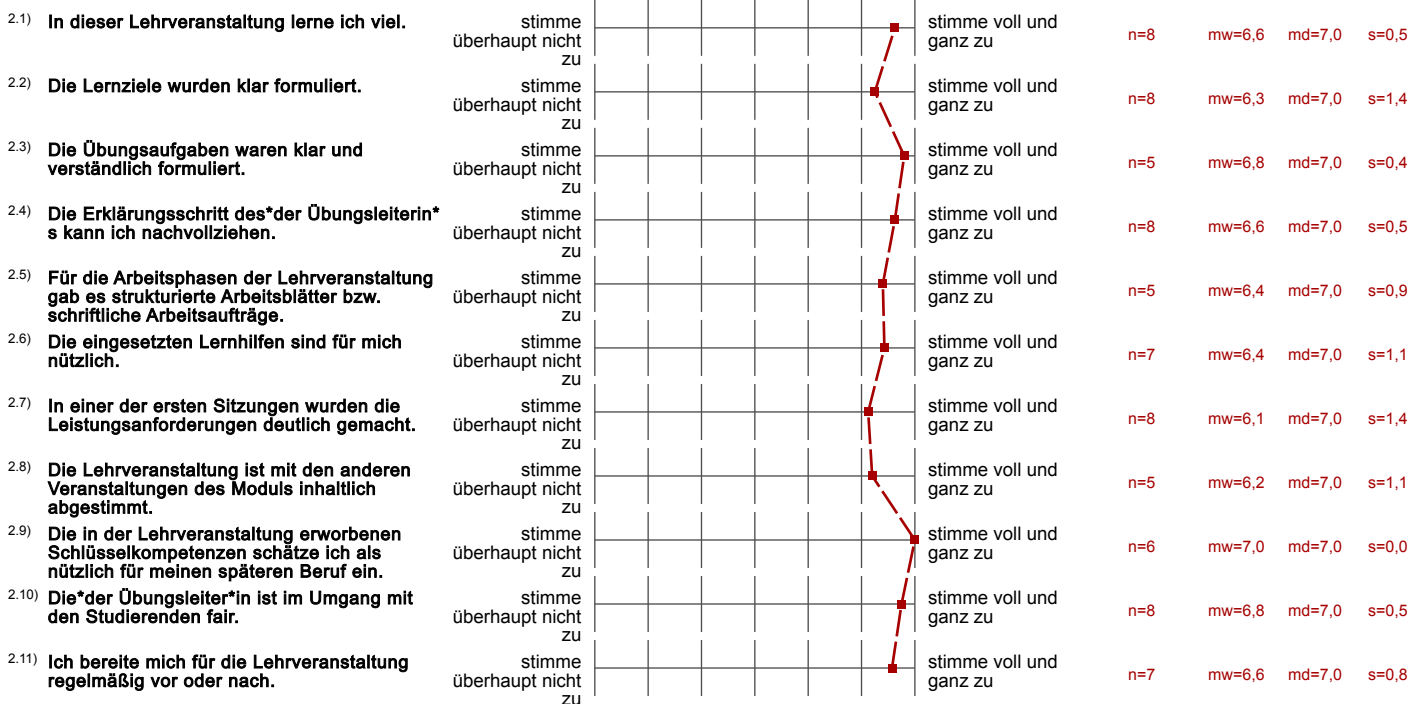 2.1) In dieser Lehrveranstaltung lerne ich viel. stimme überhaupt nicht zu stimme voll und ganz zu n=8 mw=6,6 md=7,0 s=0,5
2.2) Die Lernziele wurden klar formuliert. stimme überhaupt nicht zu stimme voll und ganz zu n=8 mw=6,3 md=7,0 s=1,4
2.3) Die Übungsaufgaben waren klar und
verständlich formuliert. stimme überhaupt nicht zu stimme voll und ganz zu n=5 mw=6,8 md=7,0 s=0,4
2.4) Die Erklärungsschritt des*der Übungsleiterin*
s kann ich nachvollziehen. stimme überhaupt nicht zu stimme voll und ganz zu n=8 mw=6,6 md=7,0 s=0,5
2.5) Für die Arbeitsphasen der Lehrveranstaltung
gab es strukturierte Arbeitsblätter bzw.
schriftliche Arbeitsaufträge. stimme überhaupt nicht zu stimme voll und ganz zu n=5 mw=6,4 md=7,0 s=0,9
2.6) Die eingesetzten Lernhilfen sind für mich
nützlich. stimme überhaupt nicht zu stimme voll und ganz zu n=7 mw=6,4 md=7,0 s=1,1
2.7) In einer der ersten Sitzungen wurden die
Leistungsanforderungen deutlich gemacht. stimme überhaupt nicht zu stimme voll und ganz zu n=8 mw=6,1 md=7,0 s=1,4
2.8) Die Lehrveranstaltung ist mit den anderen
Veranstaltungen des Moduls inhaltlich
abgestimmt. stimme überhaupt nicht zu stimme voll und ganz zu n=5 mw=6,2 md=7,0 s=1,1
2.9) Die in der Lehrveranstaltung erworbenen
Schlüsselkompetenzen schätze ich als
nützlich für meinen späteren Beruf ein. stimme überhaupt nicht zu stimme voll und ganz zu n=6 mw=7,0 md=7,0 s=0,0
2.10) Die*der Übungsleiter*in ist im Umgang mit
den Studierenden fair. stimme überhaupt nicht zu stimme voll und ganz zu n=8 mw=6,8 md=7,0 s=0,5
2.11) Ich bereite mich für die Lehrveranstaltung
regelmäßig vor oder nach. stimme überhaupt nicht zu stimme voll und ganz zu n=7 mw=6,6 md=7,0 s=0,8